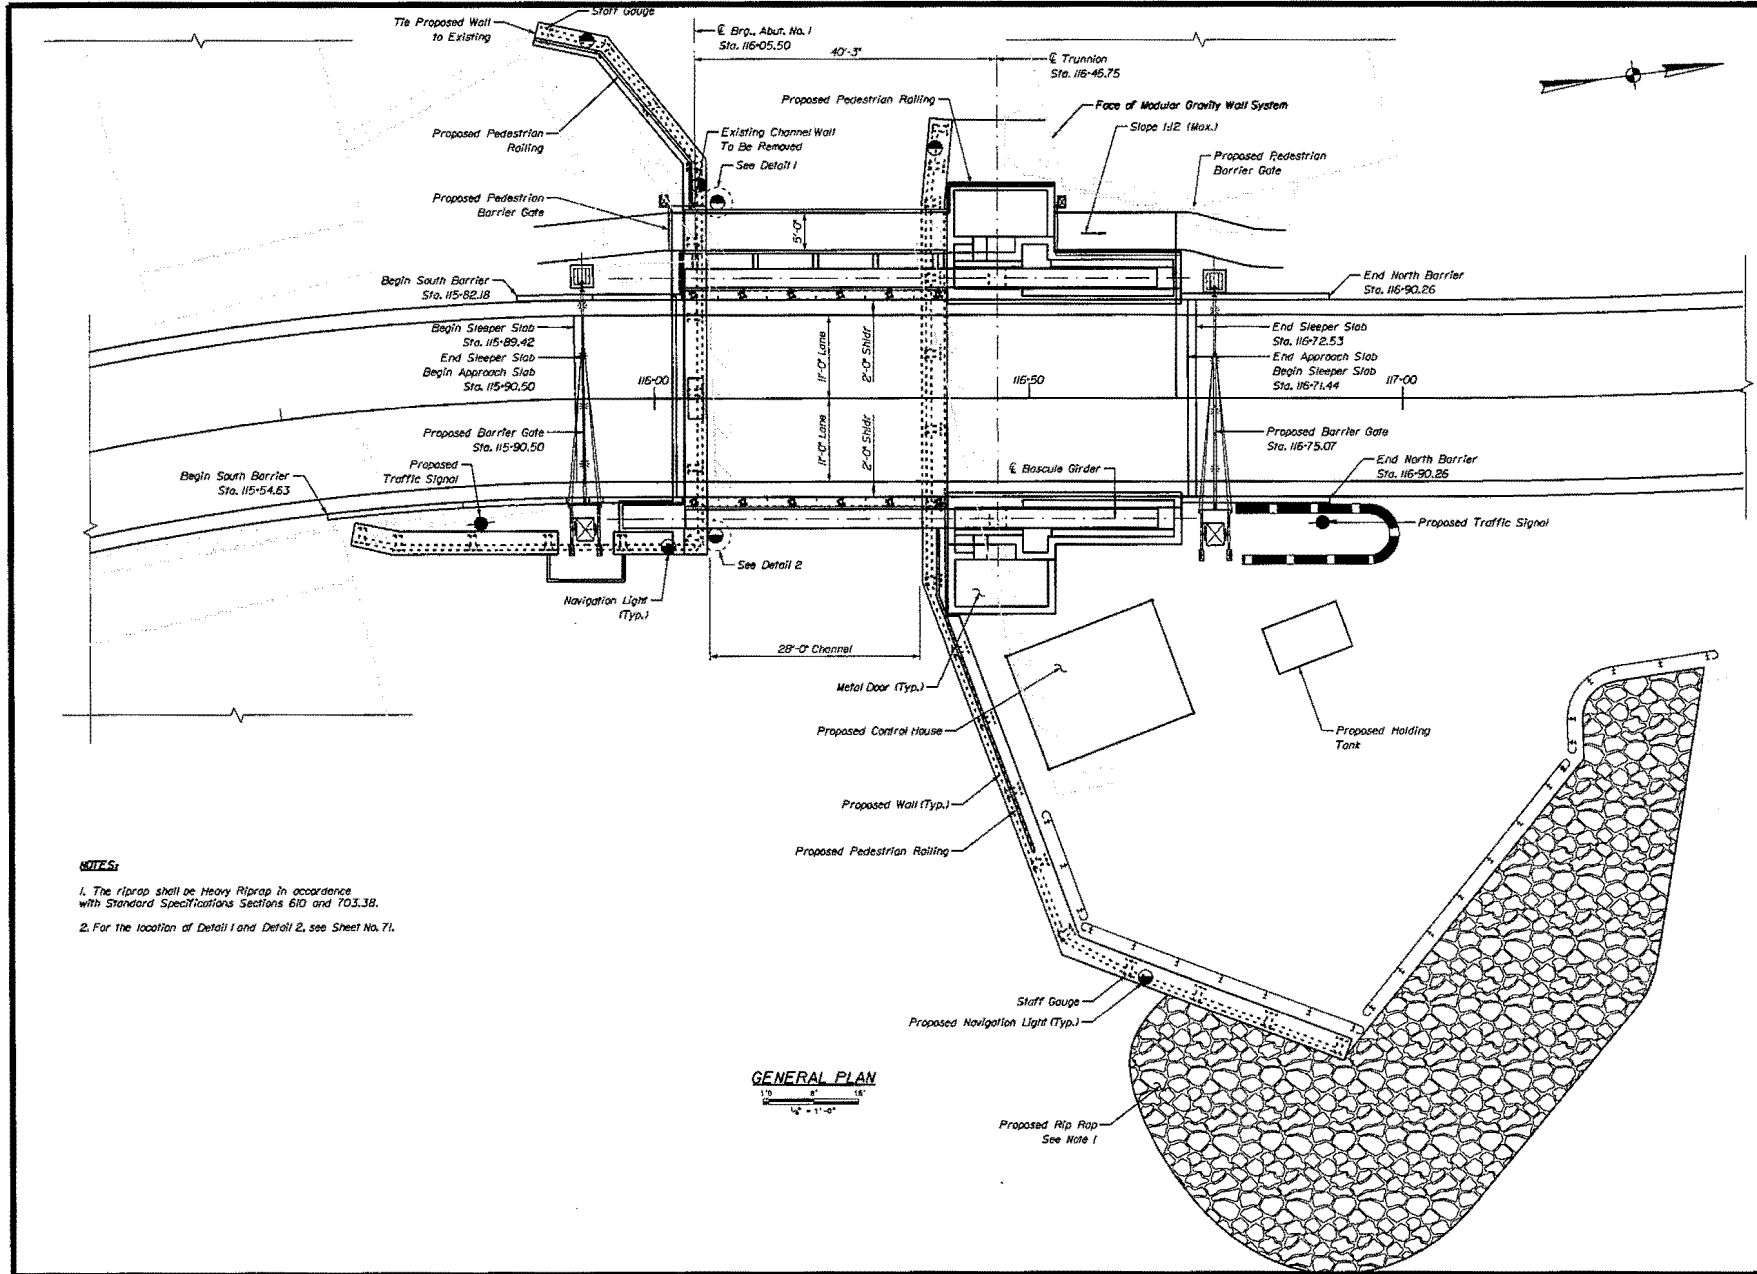 Staff Gauge
Tie Proposed Wall
to Existing
℄ Brg., Abut. No. 1
Sta. 116+05.50
40'-3"
℄ Trunnion
Sta. 116+45.75
Proposed Pedestrian Railing
Face of Modular Gravity Wall System
Slope 1:12 (Max.)
Proposed Pedestrian
Railing
Existing Channel Wall
To Be Removed
See Detail 1
Proposed Pedestrian
Barrier Gate
Proposed Pedestrian
Barrier Gate
5'-0"
Begin South Barrier
Sta. 115+82.18
End North Barrier
Sta. 116+90.26
Begin Sleeper Slab
Sta. 115+89.42
End Sleeper Slab
Begin Approach Slab
Sta. 115+90.50
116+00
11'-0" Lane
2'-0" Shldr
116+50
End Sleeper Slab
Sta. 116+72.53
End Approach Slab
Begin Sleeper Slab
Sta. 116+71.44
117+00
Proposed Barrier Gate
Sta. 115+90.50
11'-0" Lane
2'-0" Shldr
Proposed Barrier Gate
Sta. 116+75.07
Proposed
Traffic Signal
Begin South Barrier
Sta. 115+54.63
℄ Bascule Girder
End North Barrier
Sta. 116+90.26
Proposed Traffic Signal
See Detail 2
Navigation Light
(Typ.)
28'-0" Channel
Metal Door (Typ.)
Proposed Control House
Proposed Holding
Tank
Proposed Wall (Typ.)
Proposed Pedestrian Railing
NOTES:
1. The riprap shall be Heavy Riprap in accordance
with Standard Specifications Sections 610 and 703.38.
2. For the location of Detail 1 and Detail 2, see Sheet No. 71.
Staff Gauge
Proposed Navigation Light (Typ.)
GENERAL PLAN
8' 16'
= 1'-0"
Proposed Rip Rap
See Note 1